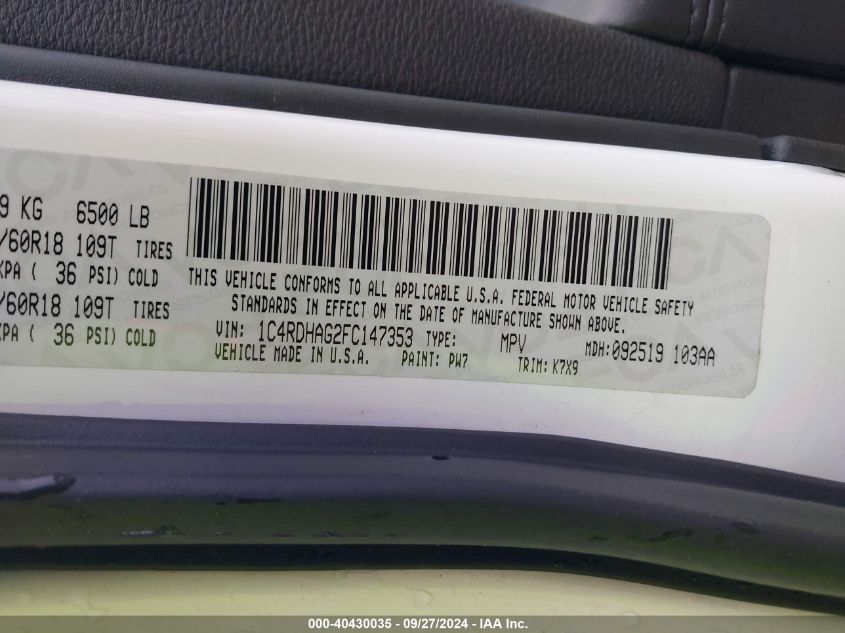 9 KG 6500 LB
/60R18 109T TIRES
KPA ( 36 PSI) COLD
/60R18 109T TIRES
KPA ( 36 PSI) COLD
THIS VEHICLE CONFORMS TO ALL APPLICABLE U.S.A. FEDERAL MOTOR VEHICLE SAFETY
STANDARDS IN EFFECT ON THE DATE OF MANUFACTURE SHOWN ABOVE.
VIN: 1C4RDHAG2FC147353 TYPE: MPV MDH: 092519 103AA
VEHICLE MADE IN U.S.A. PAINT: PW7 TRIM: K7X9
000-40430035 - 09/27/2024 - IAA Inc.